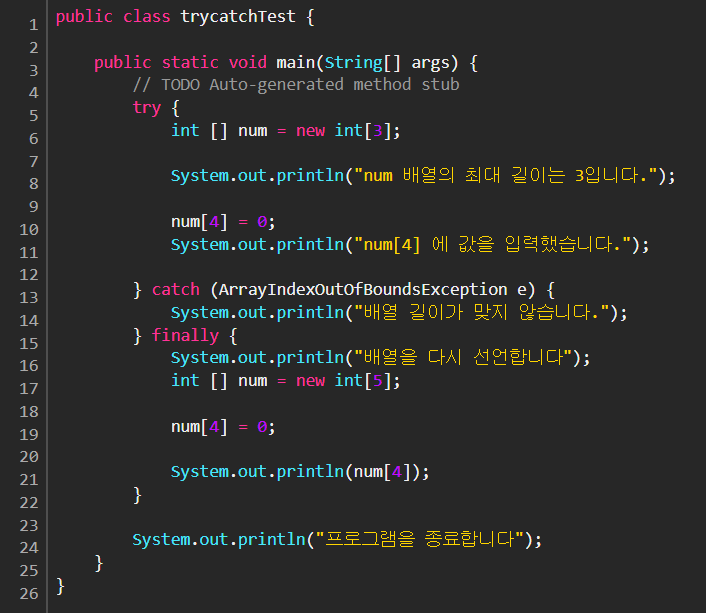 1 public class trycatchTest {
2
3 public static void main(String[] args) {
4 // TODO Auto-generated method stub
5 try {
6 int [] num = new int[3];
7
8 System.out.println("num 배열의 최대 길이는 3입니다.");
9
10 num[4] = 0;
11 System.out.println("num[4] 에 값을 입력했습니다.");
12
13 } catch (ArrayIndexOutOfBoundsException e) {
14 System.out.println("배열 길이가 맞지 않습니다.");
15 } finally {
16 System.out.println("배열을 다시 선언합니다");
17 int [] num = new int[5];
18
19 num[4] = 0;
20
21 System.out.println(num[4]);
22 }
23
24 System.out.println("프로그램을 종료합니다");
25 }
26 }